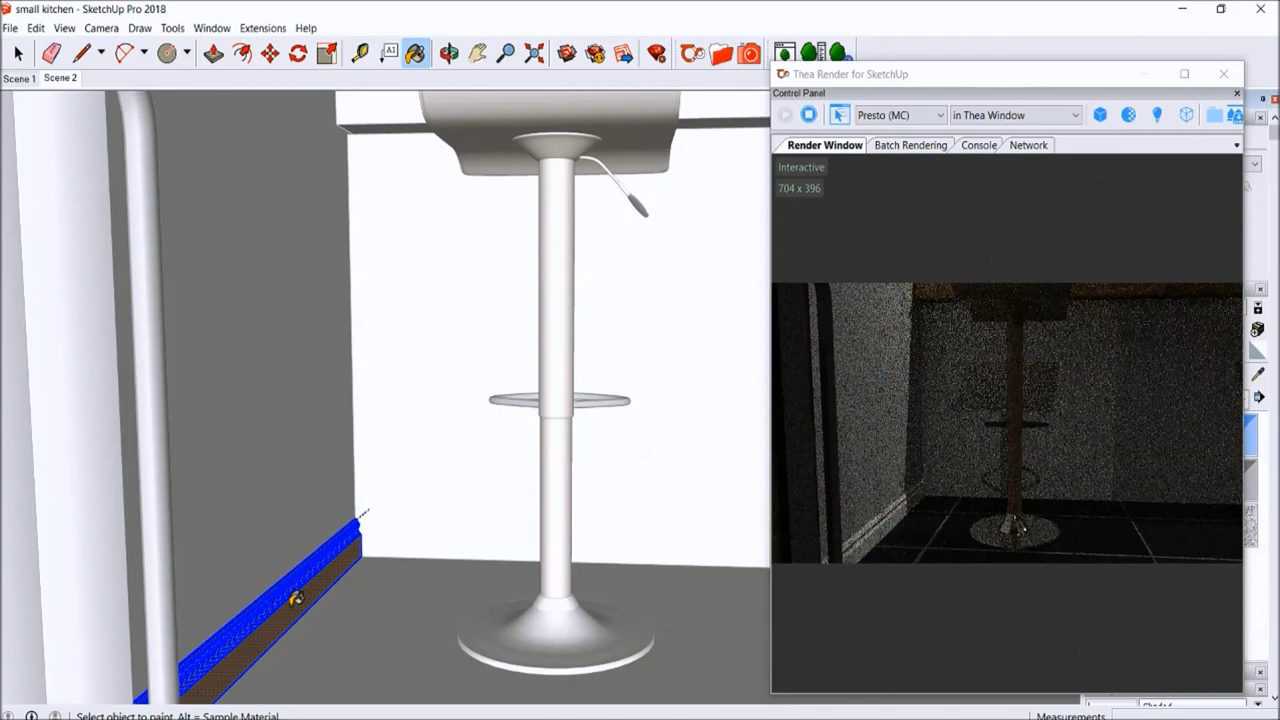 small kitchen - SketchUp Pro 2018
File Edit View Camera Draw Tools Window Extensions Help
A1
Scene 1 Scene 2
Thea Render for SketchUp
Control Panel
Presto (MC) in Thea Window
Render Window Batch Rendering Console Network
Interactive
704 x 396
Select object to paint. Alt = Sample Material
Measurements
Shaded